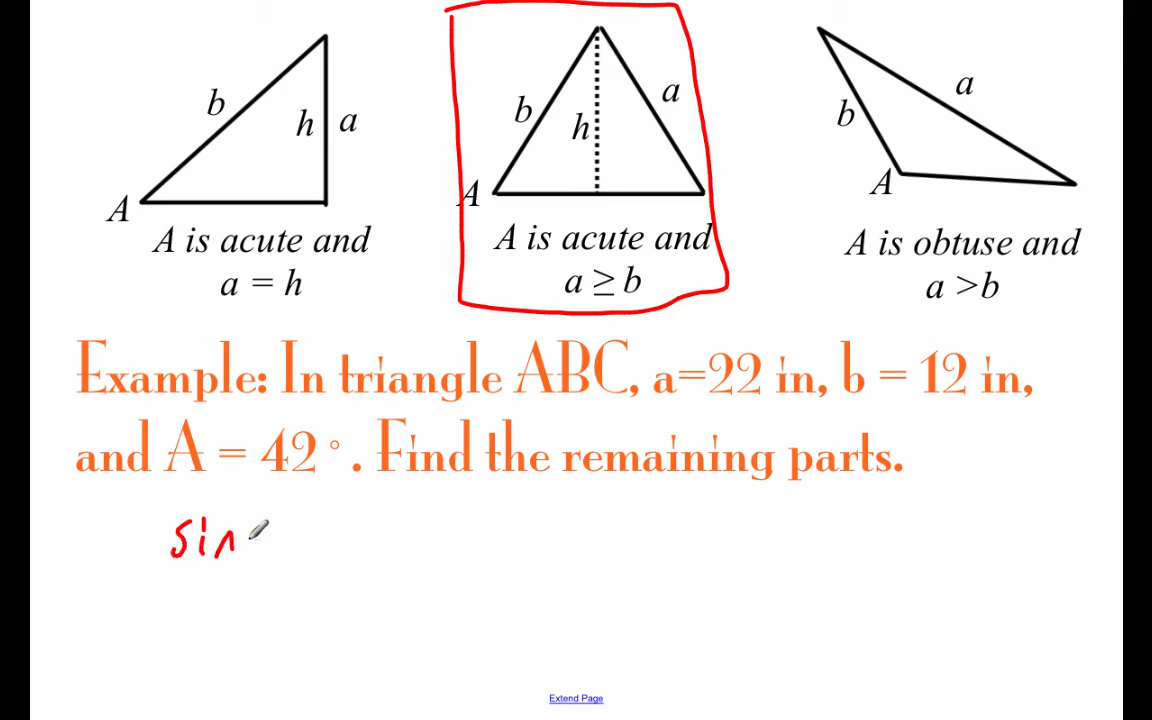 b h a
b h a
b a
A
A
A
A is acute and
a = h
A is acute and
a ≥ b
A is obtuse and
a >b
Example: In triangle ABC, a=22 in, b = 12 in,
and A = 42°. Find the remaining parts.
sin
Extend Page